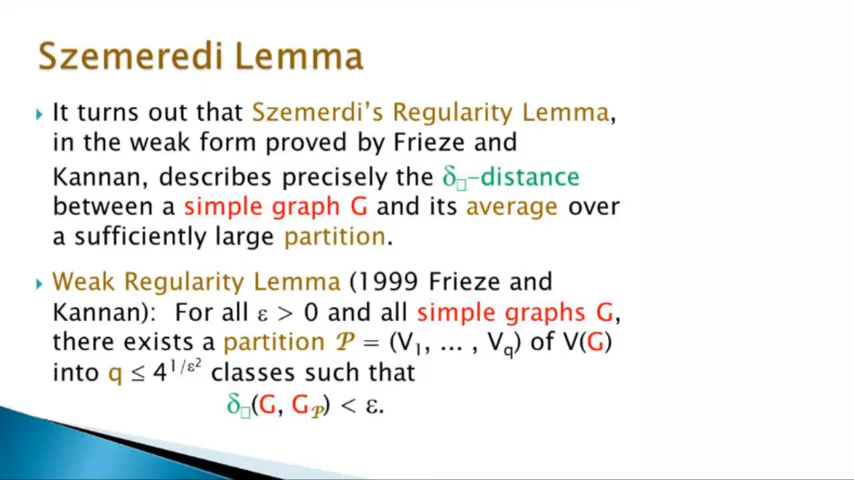 Szemeredi Lemma
It turns out that Szemerdi's Regularity Lemma,
in the weak form proved by Frieze and
Kannan, describes precisely the δ□-distance
between a simple graph G and its average over
a sufficiently large partition.
Weak Regularity Lemma (1999 Frieze and
Kannan): For all ε > 0 and all simple graphs G,
there exists a partition 𝒫 = (V₁, ... , Vq) of V(G)
into q ≤ 4^1/ε² classes such that
δ□(G, G𝒫) < ε.